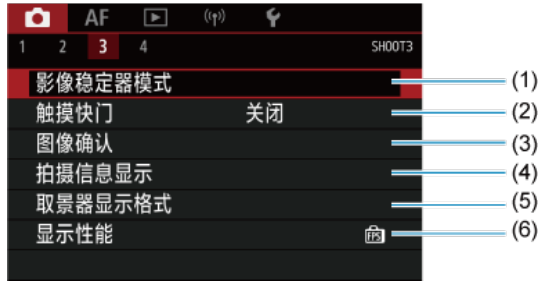 AF
1 2 3 4 SHOOT3
影像稳定器模式 (1)
触摸快门 关闭 (2)
图像确认 (3)
拍摄信息显示 (4)
取景器显示格式 (5)
显示性能 FPS (6)